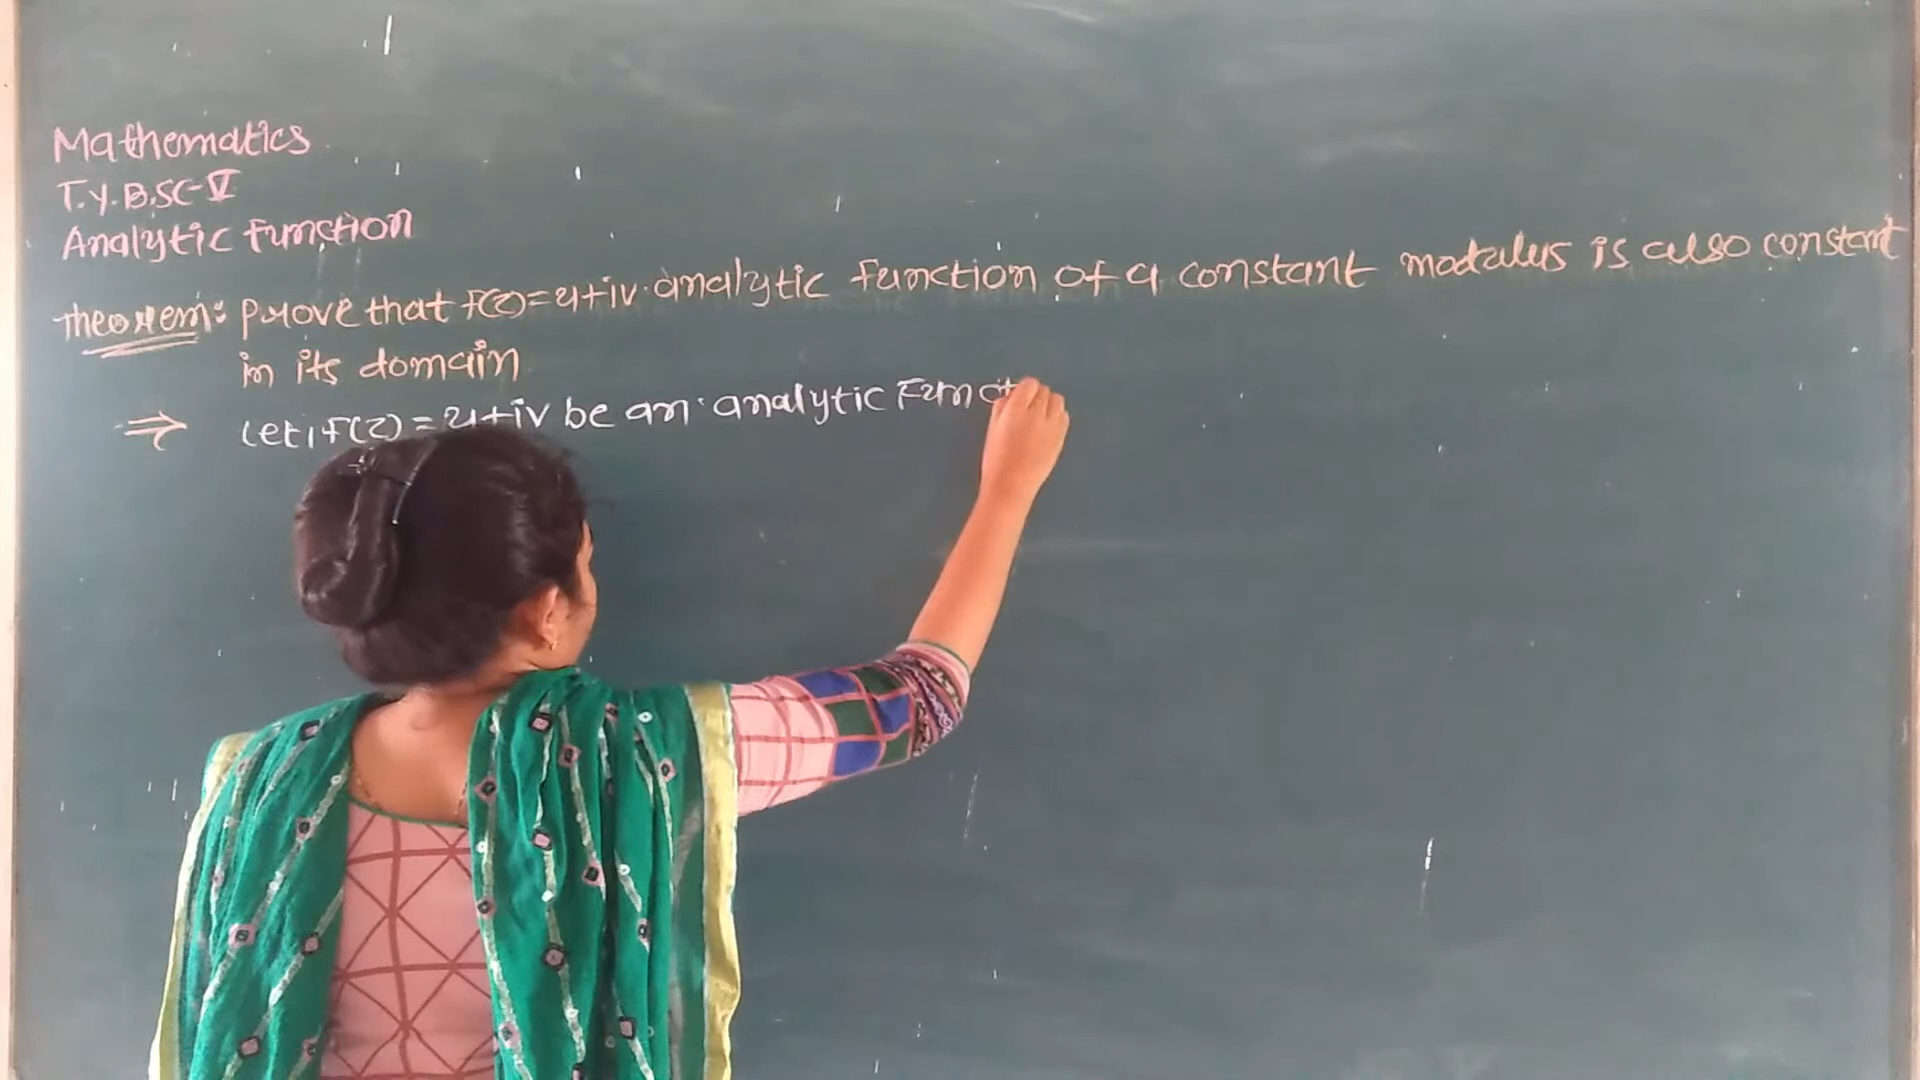 Mathematics
T.Y.B.SC-V
Analytic Function
Theorem: Prove that f(z)=u+iv analytic function of a constant modulus is also constant
in its domain
⇒ Let, f(z) = u+iv be an analytic Funct